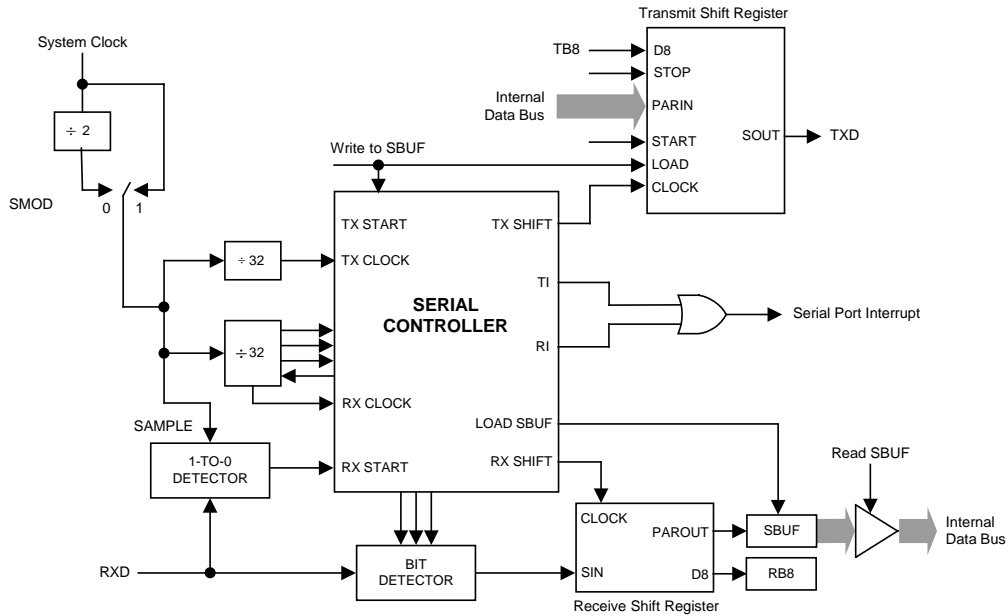 Transmit Shift Register
System Clock
TB8
D8
STOP
Internal
Data Bus
PARIN
÷ 2
START
SOUT
TXD
Write to SBUF
LOAD
CLOCK
SMOD
0
1
TX START
TX SHIFT
÷ 32
TX CLOCK
TI
SERIAL
CONTROLLER
Serial Port Interrupt
÷ 32
RI
RX CLOCK
SAMPLE
LOAD SBUF
1-TO-0
DETECTOR
RX START
RX SHIFT
Read SBUF
CLOCK
PAROUT
SBUF
Internal
Data Bus
RXD
BIT
DETECTOR
SIN
D8
RB8
Receive Shift Register